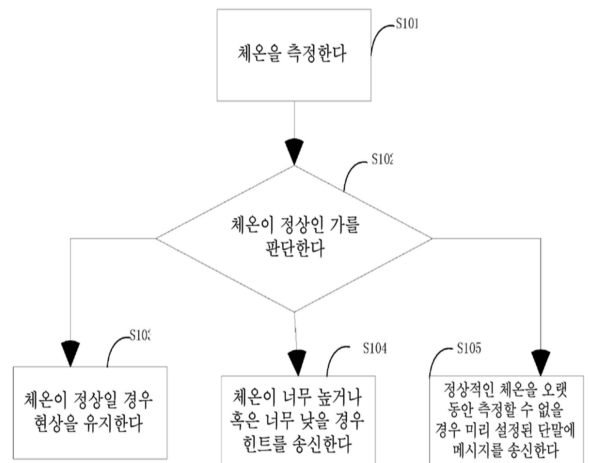 S101
체온을 측정한다
S102
체온이 정상인 가를
판단한다
S103
체온이 정상일 경우
현상을 유지한다
S104
체온이 너무 높거나
혹은 너무 낮을 경우
힌트를 송신한다
S105
정상적인 체온을 오랫
동안 측정할 수 없을
경우 미리 설정된 단말에
메시지를 송신한다